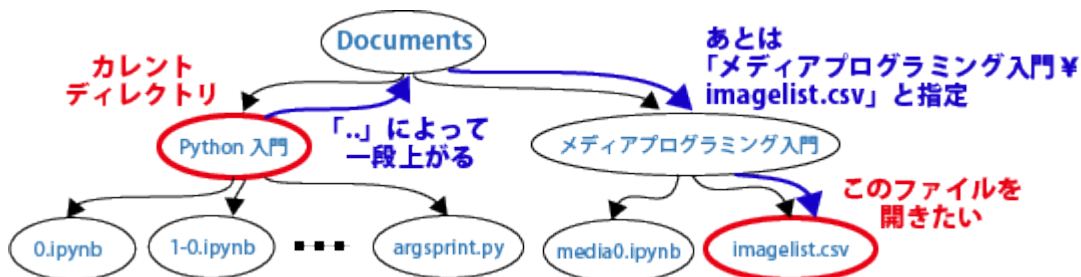 Documents
カレント
ディレクトリ
あとは
「メディアプログラミング入門￥
imagelist.csv」と指定
「..」によって
一段上がる
Python 入門
メディアプログラミング入門
このファイルを
開きたい
0.ipynb
1-0.ipynb
argsprint.py
media0.ipynb
imagelist.csv